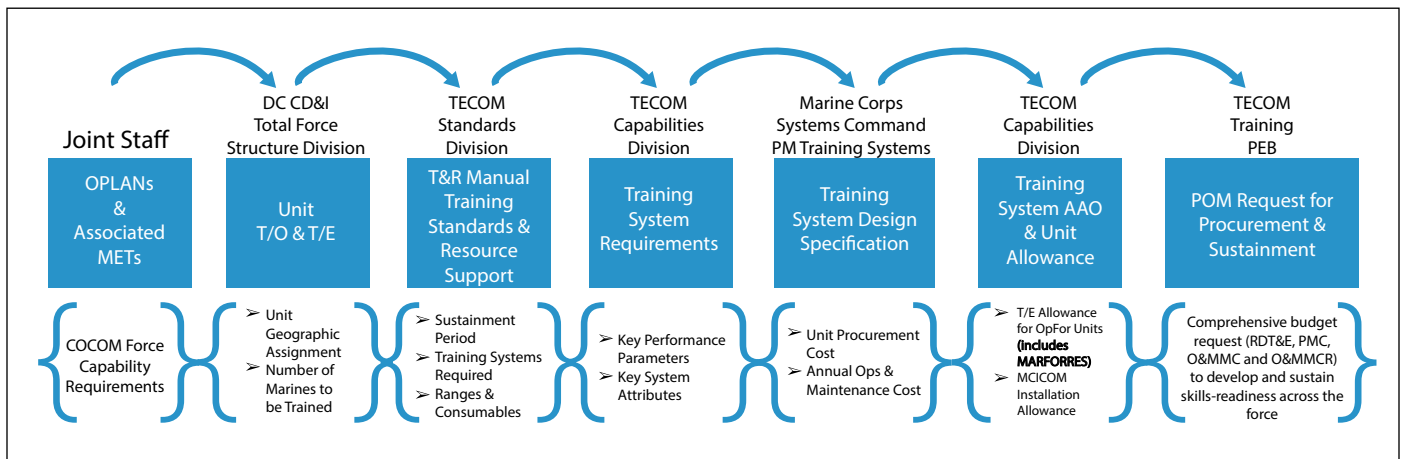 Joint Staff
OPLANs
&
Associated
METs
COCOM Force
Capability
Requirements
DC CD&I
Total Force
Structure Division
Unit
T/O & T/E
➢ Unit
Geographic
Assignment
➢ Number of
Marines to
be Trained
TECOM
Standards
Division
T&R Manual
Training
Standards &
Resource
Support
➢ Sustainment
Period
➢ Training Systems
Required
➢ Ranges &
Consumables
TECOM
Capabilities
Division
Training
System
Requirements
➢ Key Performance
Parameters
➢ Key System
Attributes
Marine Corps
Systems Command
PM Training Systems
Training
System Design
Specification
➢ Unit Procurement
Cost
➢ Annual Ops &
Maintenance Cost
TECOM
Capabilities
Division
Training
System AAO
& Unit
Allowance
➢ T/E Allowance
for OpFor Units
(includes
MARFORRES)
➢ MCICOM
Installation
Allowance
TECOM
Training
PEB
POM Request for
Procurement &
Sustainment
Comprehensive budget
request (RDT&E, PMC,
O&MMC and O&MMCR)
to develop and sustain
skills-readiness across the
force